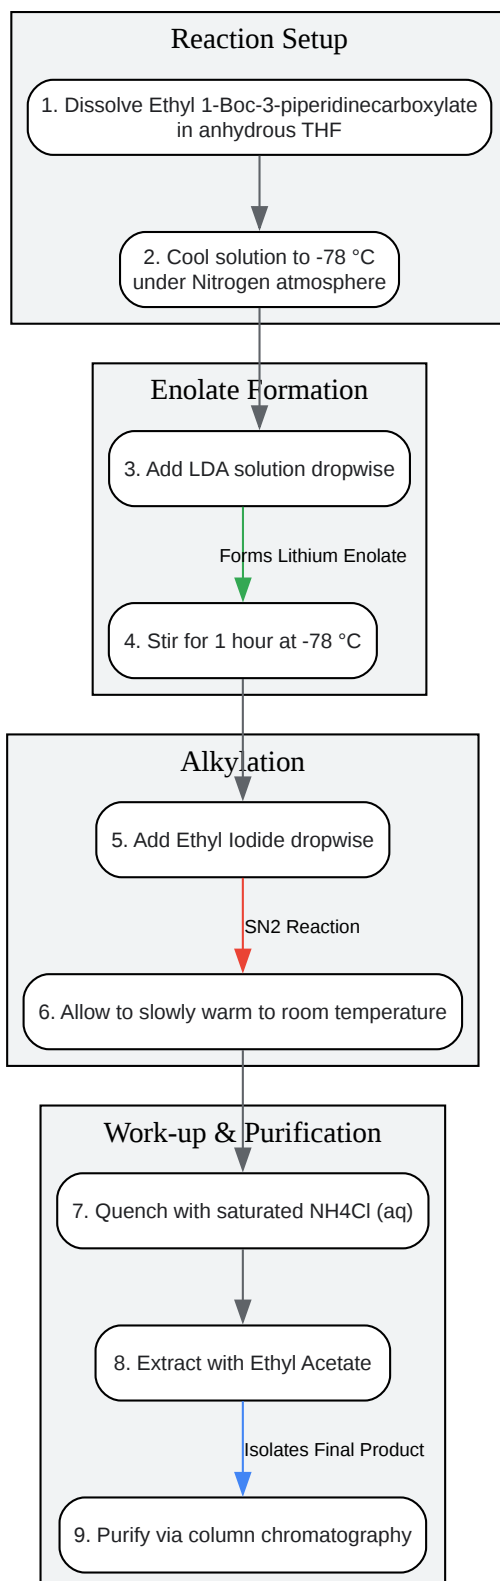 Reaction Setup
1. Dissolve Ethyl 1-Boc-3-piperidinecarboxylate
in anhydrous THF
2. Cool solution to -78 °C
under Nitrogen atmosphere
Enolate Formation
3. Add LDA solution dropwise
Forms Lithium Enolate
4. Stir for 1 hour at -78 °C
Alkylation
5. Add Ethyl Iodide dropwise
SN2 Reaction
6. Allow to slowly warm to room temperature
Work-up & Purification
7. Quench with saturated NH4Cl (aq)
8. Extract with Ethyl Acetate
Isolates Final Product
9. Purify via column chromatography